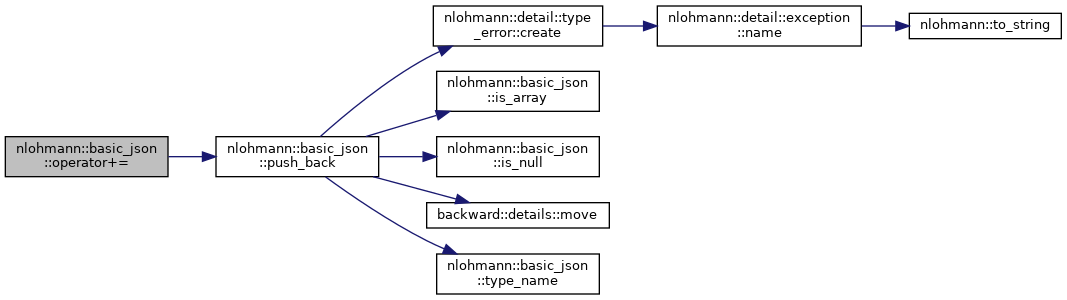 nlohmann::basic_json
::operator+=
nlohmann::basic_json
::push_back
nlohmann::detail::type
_error::create
nlohmann::detail::exception
::name
nlohmann::to_string
nlohmann::basic_json
::is_array
nlohmann::basic_json
::is_null
backward::details::move
nlohmann::basic_json
::type_name